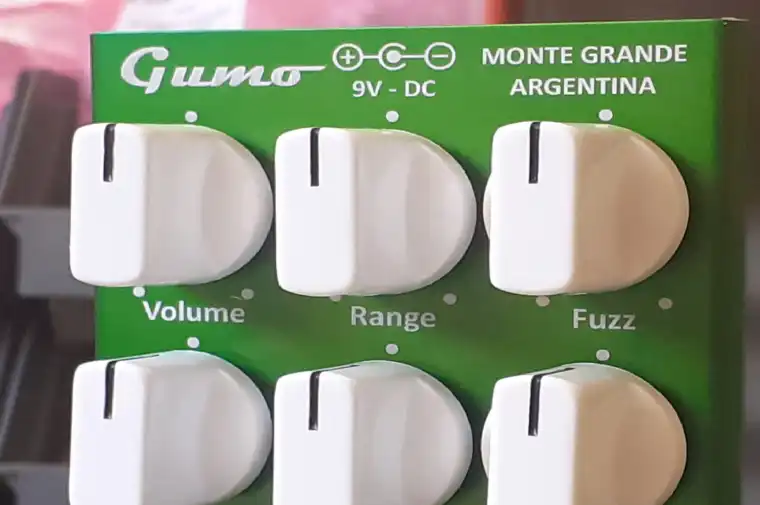 Gumo
9V - DC
MONTE GRANDE
ARGENTINA
Volume
Range
Fuzz